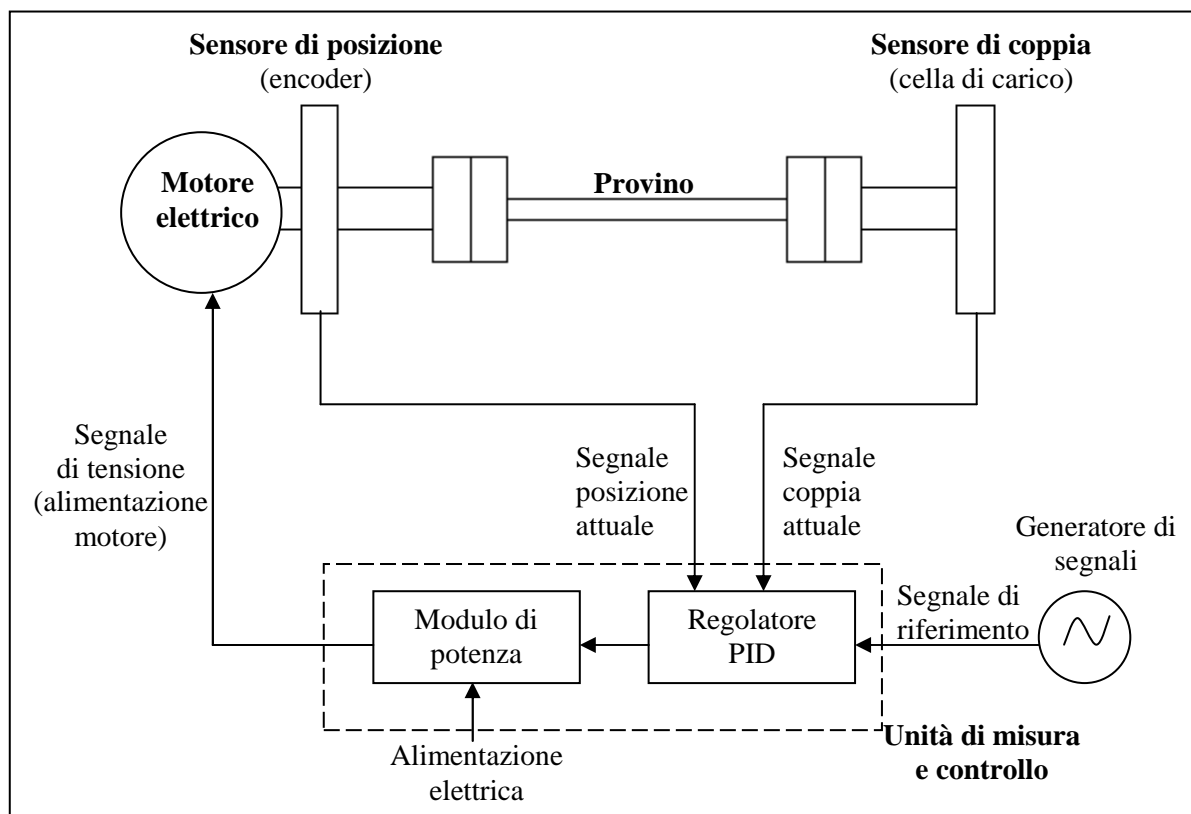 Sensore di posizione
(encoder)
Sensore di coppia
(cella di carico)
Motore
elettrico
Provino
Segnale
di tensione
(alimentazione
motore)
Segnale
posizione
attuale
Segnale
coppia
attuale
Generatore di
segnali
Segnale di
riferimento
Modulo di
potenza
Regolatore
PID
Alimentazione
elettrica
Unità di misura
e controllo